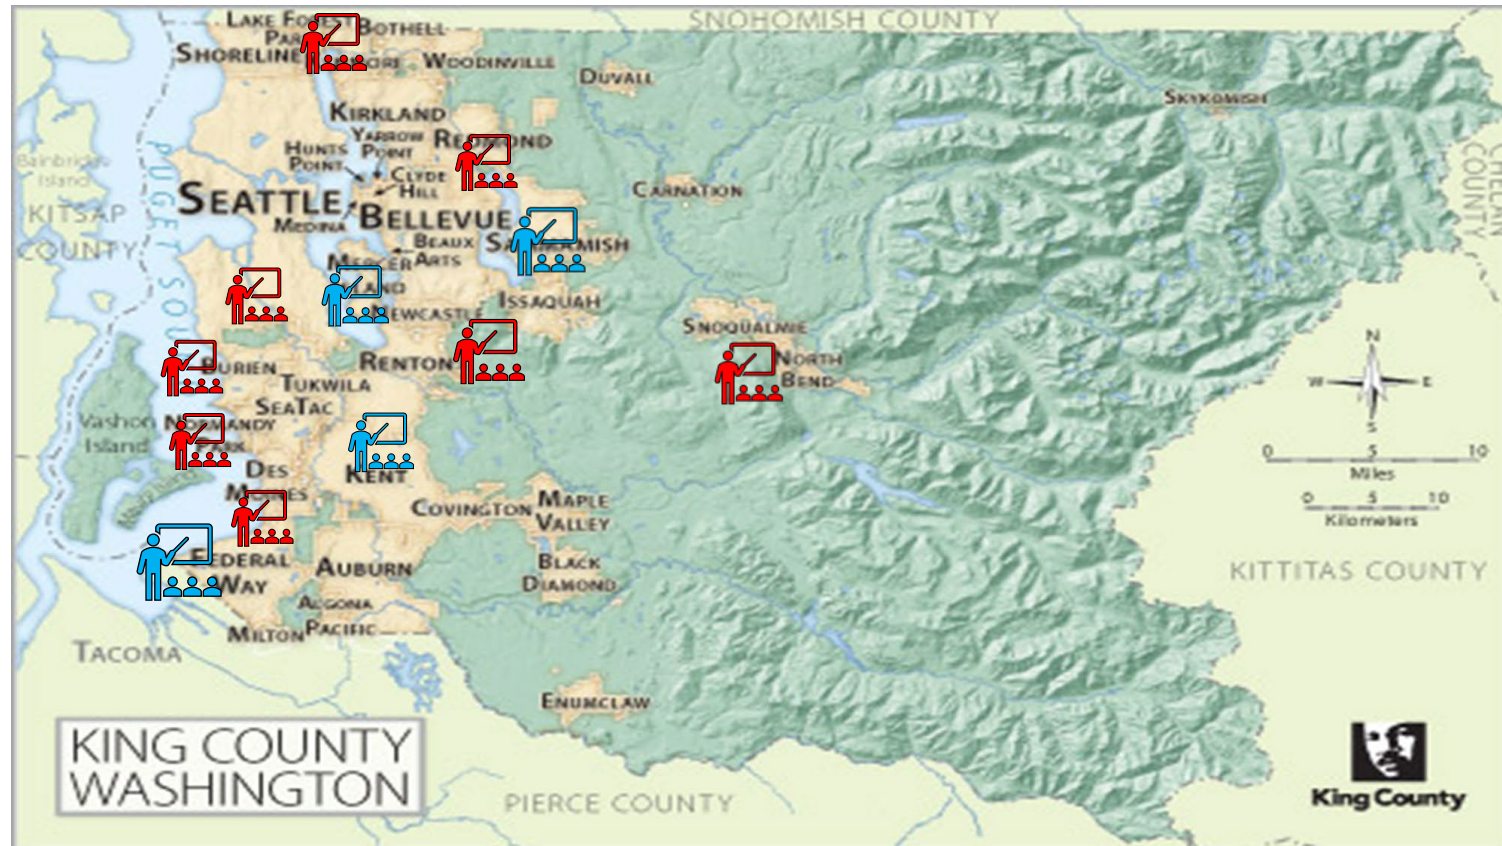 SNOHOMISH COUNTY
LAKE FOREST
BOTHELL
SHORELINE
WOODINVILLE
DUVALL
SKYKOMISH
KIRKLAND
YARROW
POINT
REDMOND
HUNTS
POINT
Bainbridge
Island
CHELAN
COUNTY
CLYDE
HILL
CARNATION
SEATTLE
KITSAP
COUNTY
PUGET
MEDINA
BELLEVUE
BEAUX
ARTS
MERCER
ISSAQUAH
NEWCASTLE
SNOQUALMIE
NORTH
BEND
RENTON
BURIEN
TUKWILA
SEATAC
Vashon
Island
NORMANDY
PARK
DES
MOINES
KENT
COVINGTON
MAPLE
VALLEY
N
W
E
S
0 5 10
Miles
0 5 10
Kilometers
FEDERAL
WAY
AUBURN
BLACK
DIAMOND
KITTITAS COUNTY
ALGONA
PACIFIC
MILTON
TACOMA
ENUMCLAW
KING COUNTY
WASHINGTON
PIERCE COUNTY
King County